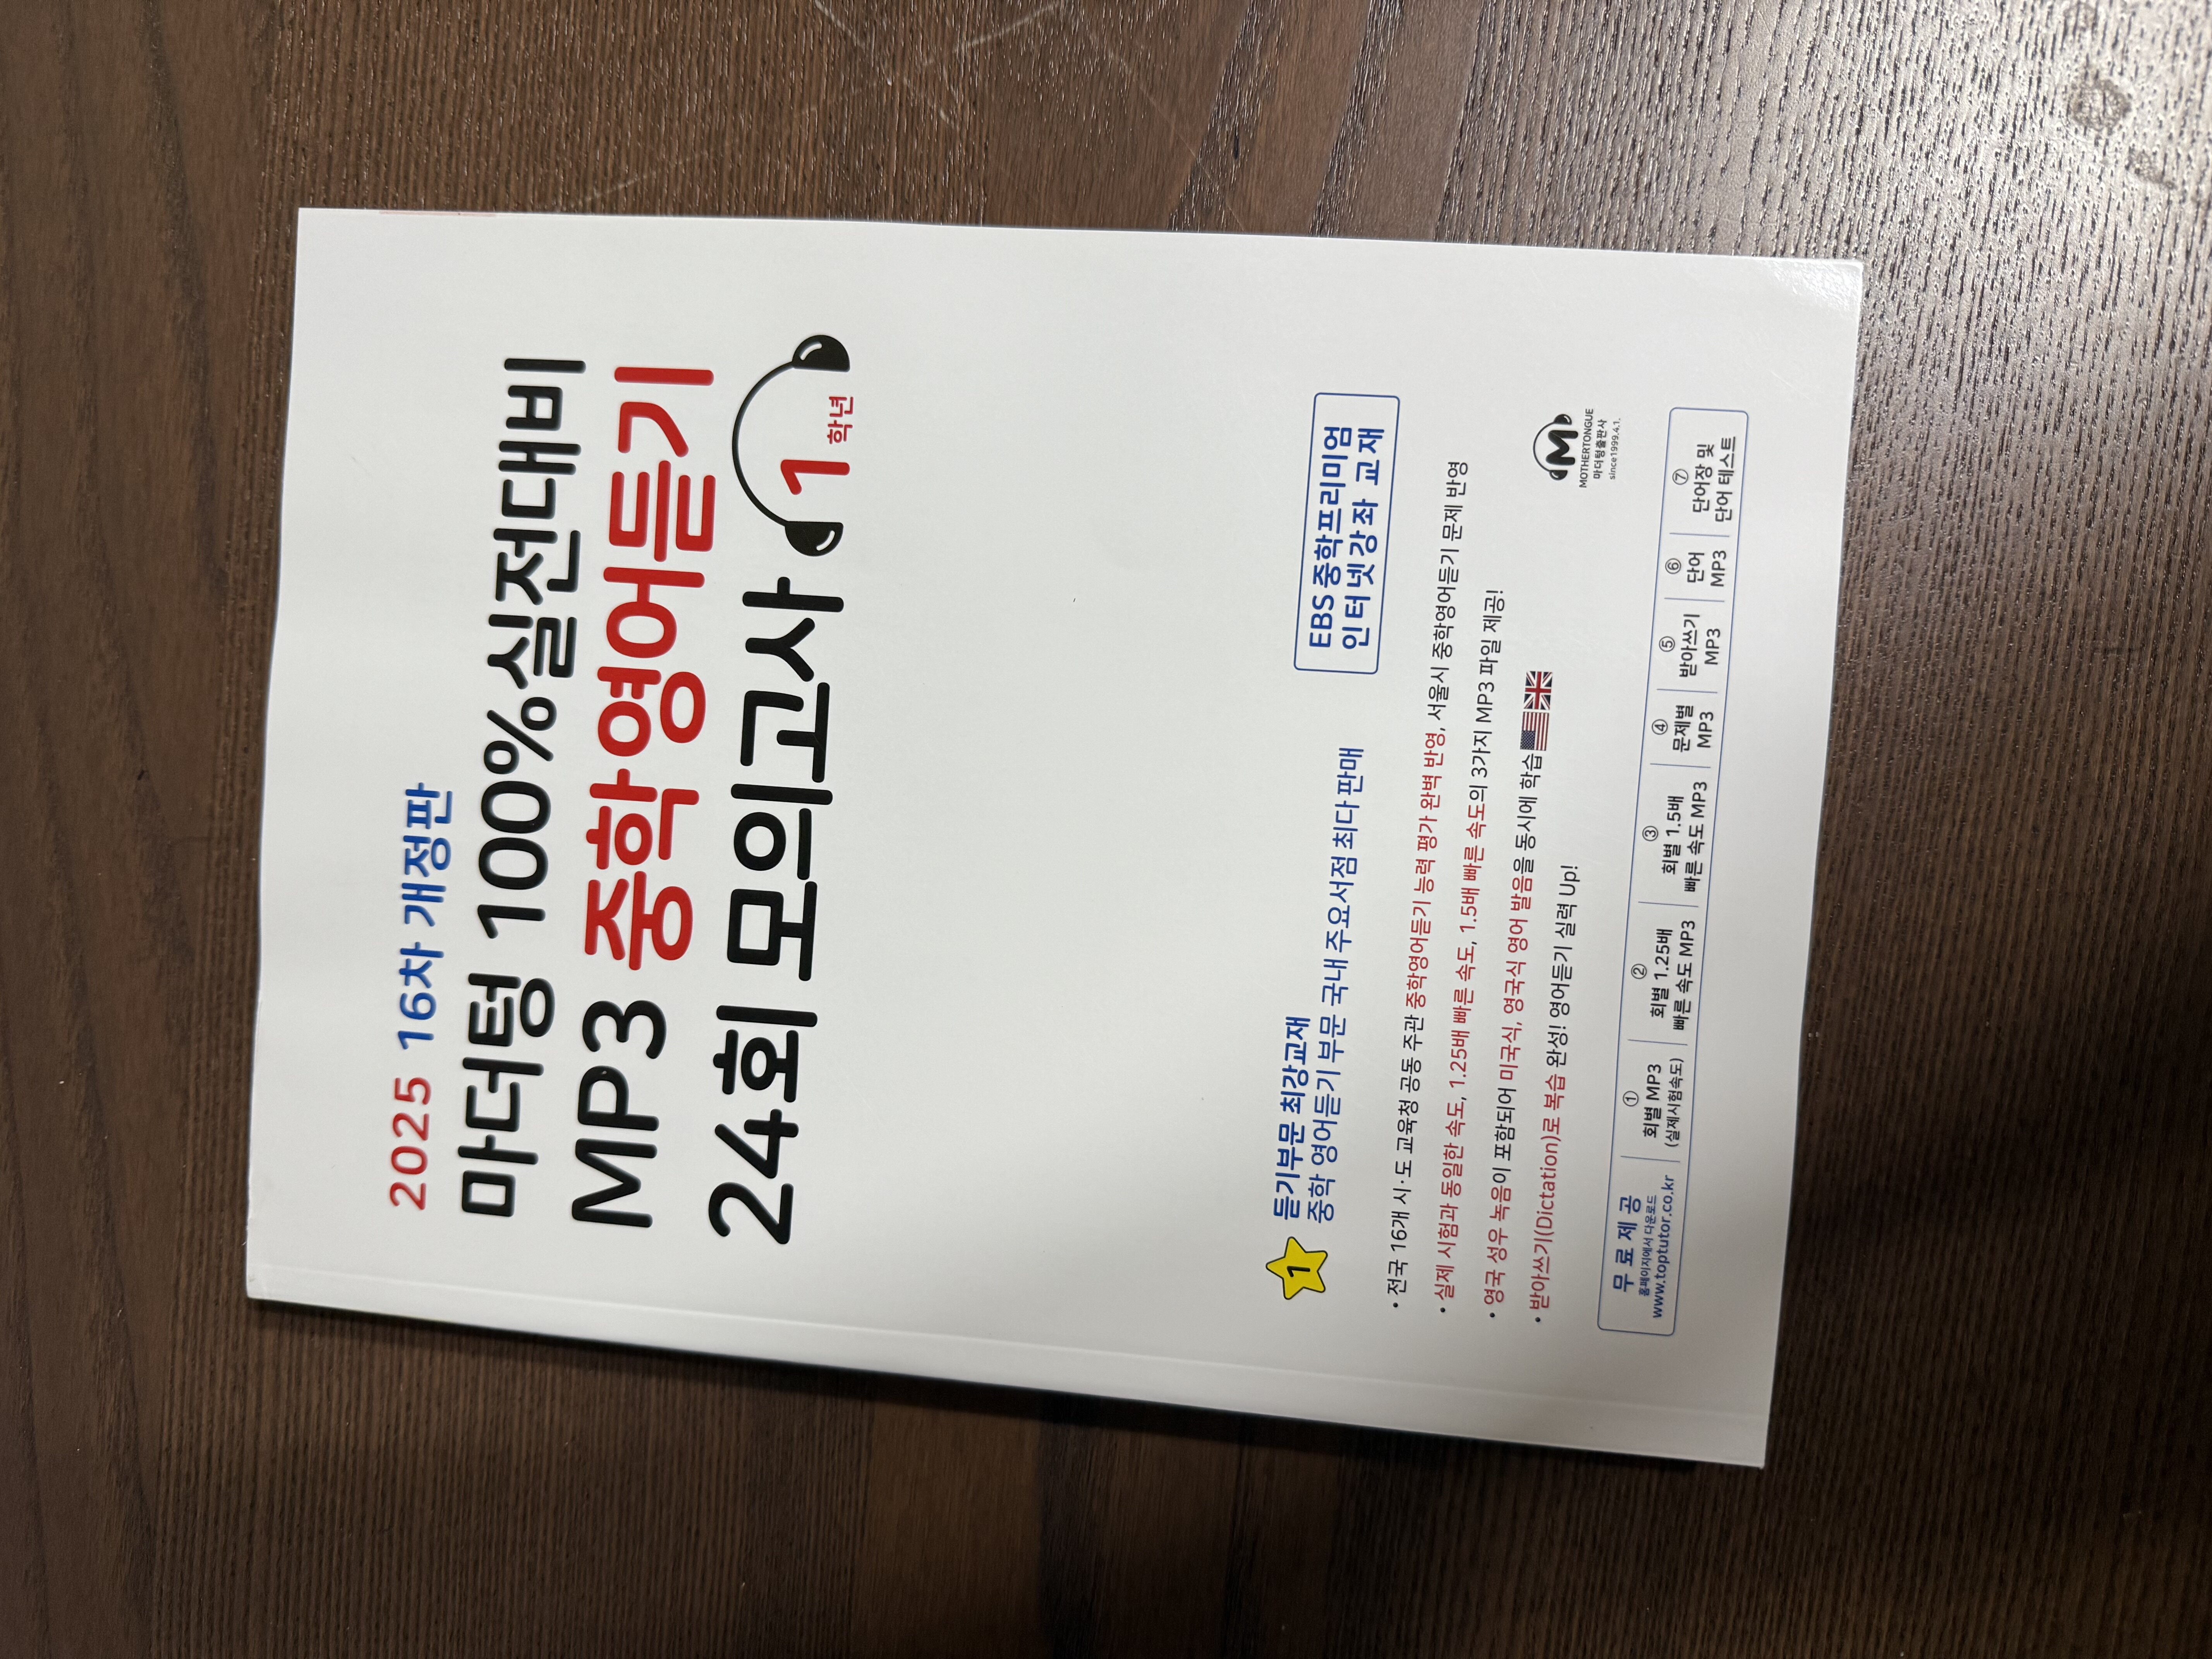 2025 16차 개정판
마더텅 100%실전대비
MP3 중학영어듣기
24회 모의고사 1 학년
1 듣기부문 최강교재
중학 영어듣기 부문 국내 주요서점 최다 판매
EBS 중학프리미엄
인터넷강좌 교재
• 전국 16개 시·도 교육청 공동 주관 중학영어듣기 능력 평가 완벽 반영, 서울시 중학영어듣기 문제 반영
• 실제 시험과 동일한 속도, 1.25배 빠른 속도, 1.5배 빠른 속도의 3가지 MP3 파일 제공!
• 영국 성우 녹음이 포함되어 미국식, 영국식 영어 발음을 동시에 학습
• 받아쓰기(Dictation)로 복습 완성! 영어듣기 실력 Up!
M
MOTHERTONGUE
마더텅출판사
since1999.4.1.
무료제공
홈페이지에서 다운로드
www.toptutor.co.kr
①
회별 MP3
(실제시험속도)
②
회별 1.25배
빠른 속도 MP3
③
회별 1.5배
빠른 속도 MP3
④
문제별
MP3
⑤
받아쓰기
MP3
⑥
단어
MP3
⑦
단어장 및
단어 테스트